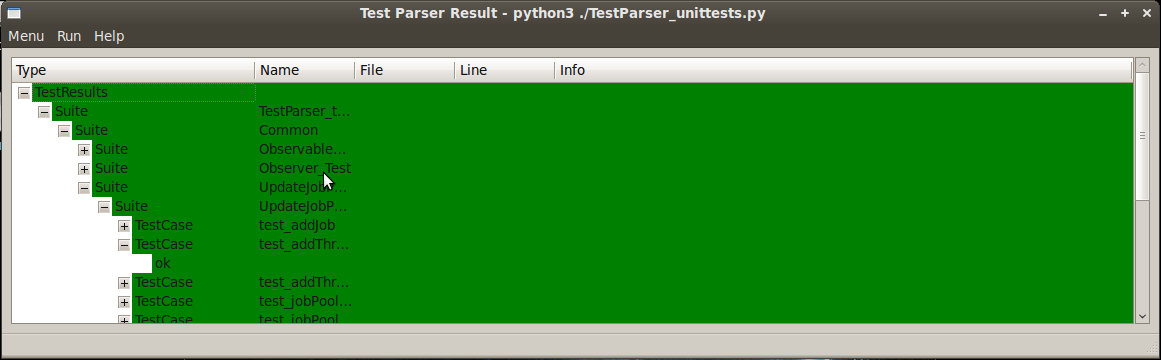 Test Parser Result - python3 ./TestParser_unittests.py
Menu Run Help
Type Name File Line Info
TestResults
Suite TestParser_t...
Suite Common
Suite Observable...
Suite Observer_Test
Suite UpdateJob...
Suite UpdateJobP...
TestCase test_addJob
TestCase test_addThr...
ok
TestCase test_addThr...
TestCase test_jobPool...
TestCase test_jobPool